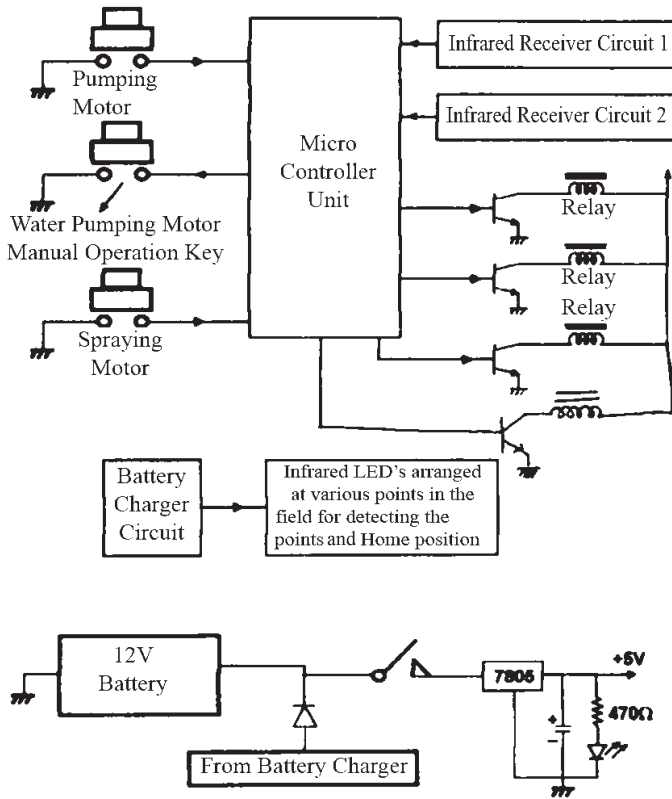 Pumping
Motor
Water Pumping Motor
Manual Operation Key
Spraying
Motor
Micro
Controller
Unit
Infrared Receiver Circuit 1
Infrared Receiver Circuit 2
Relay
Relay
Relay
Battery
Charger
Circuit
Infrared LED's arranged
at various points in the
field for detecting the
points and Home position
12V
Battery
From Battery Charger
7805
+5V
470Ω
+
−